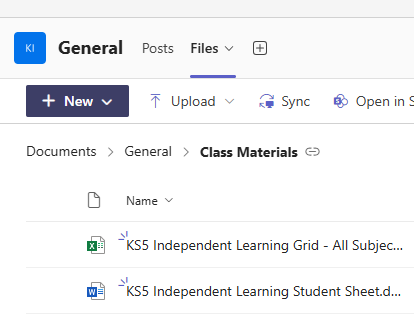 KI General Posts Files
New Upload Sync Open in S
Documents > General > Class Materials
Name
KS5 Independent Learning Grid - All Subjec...
KS5 Independent Learning Student Sheet.d...